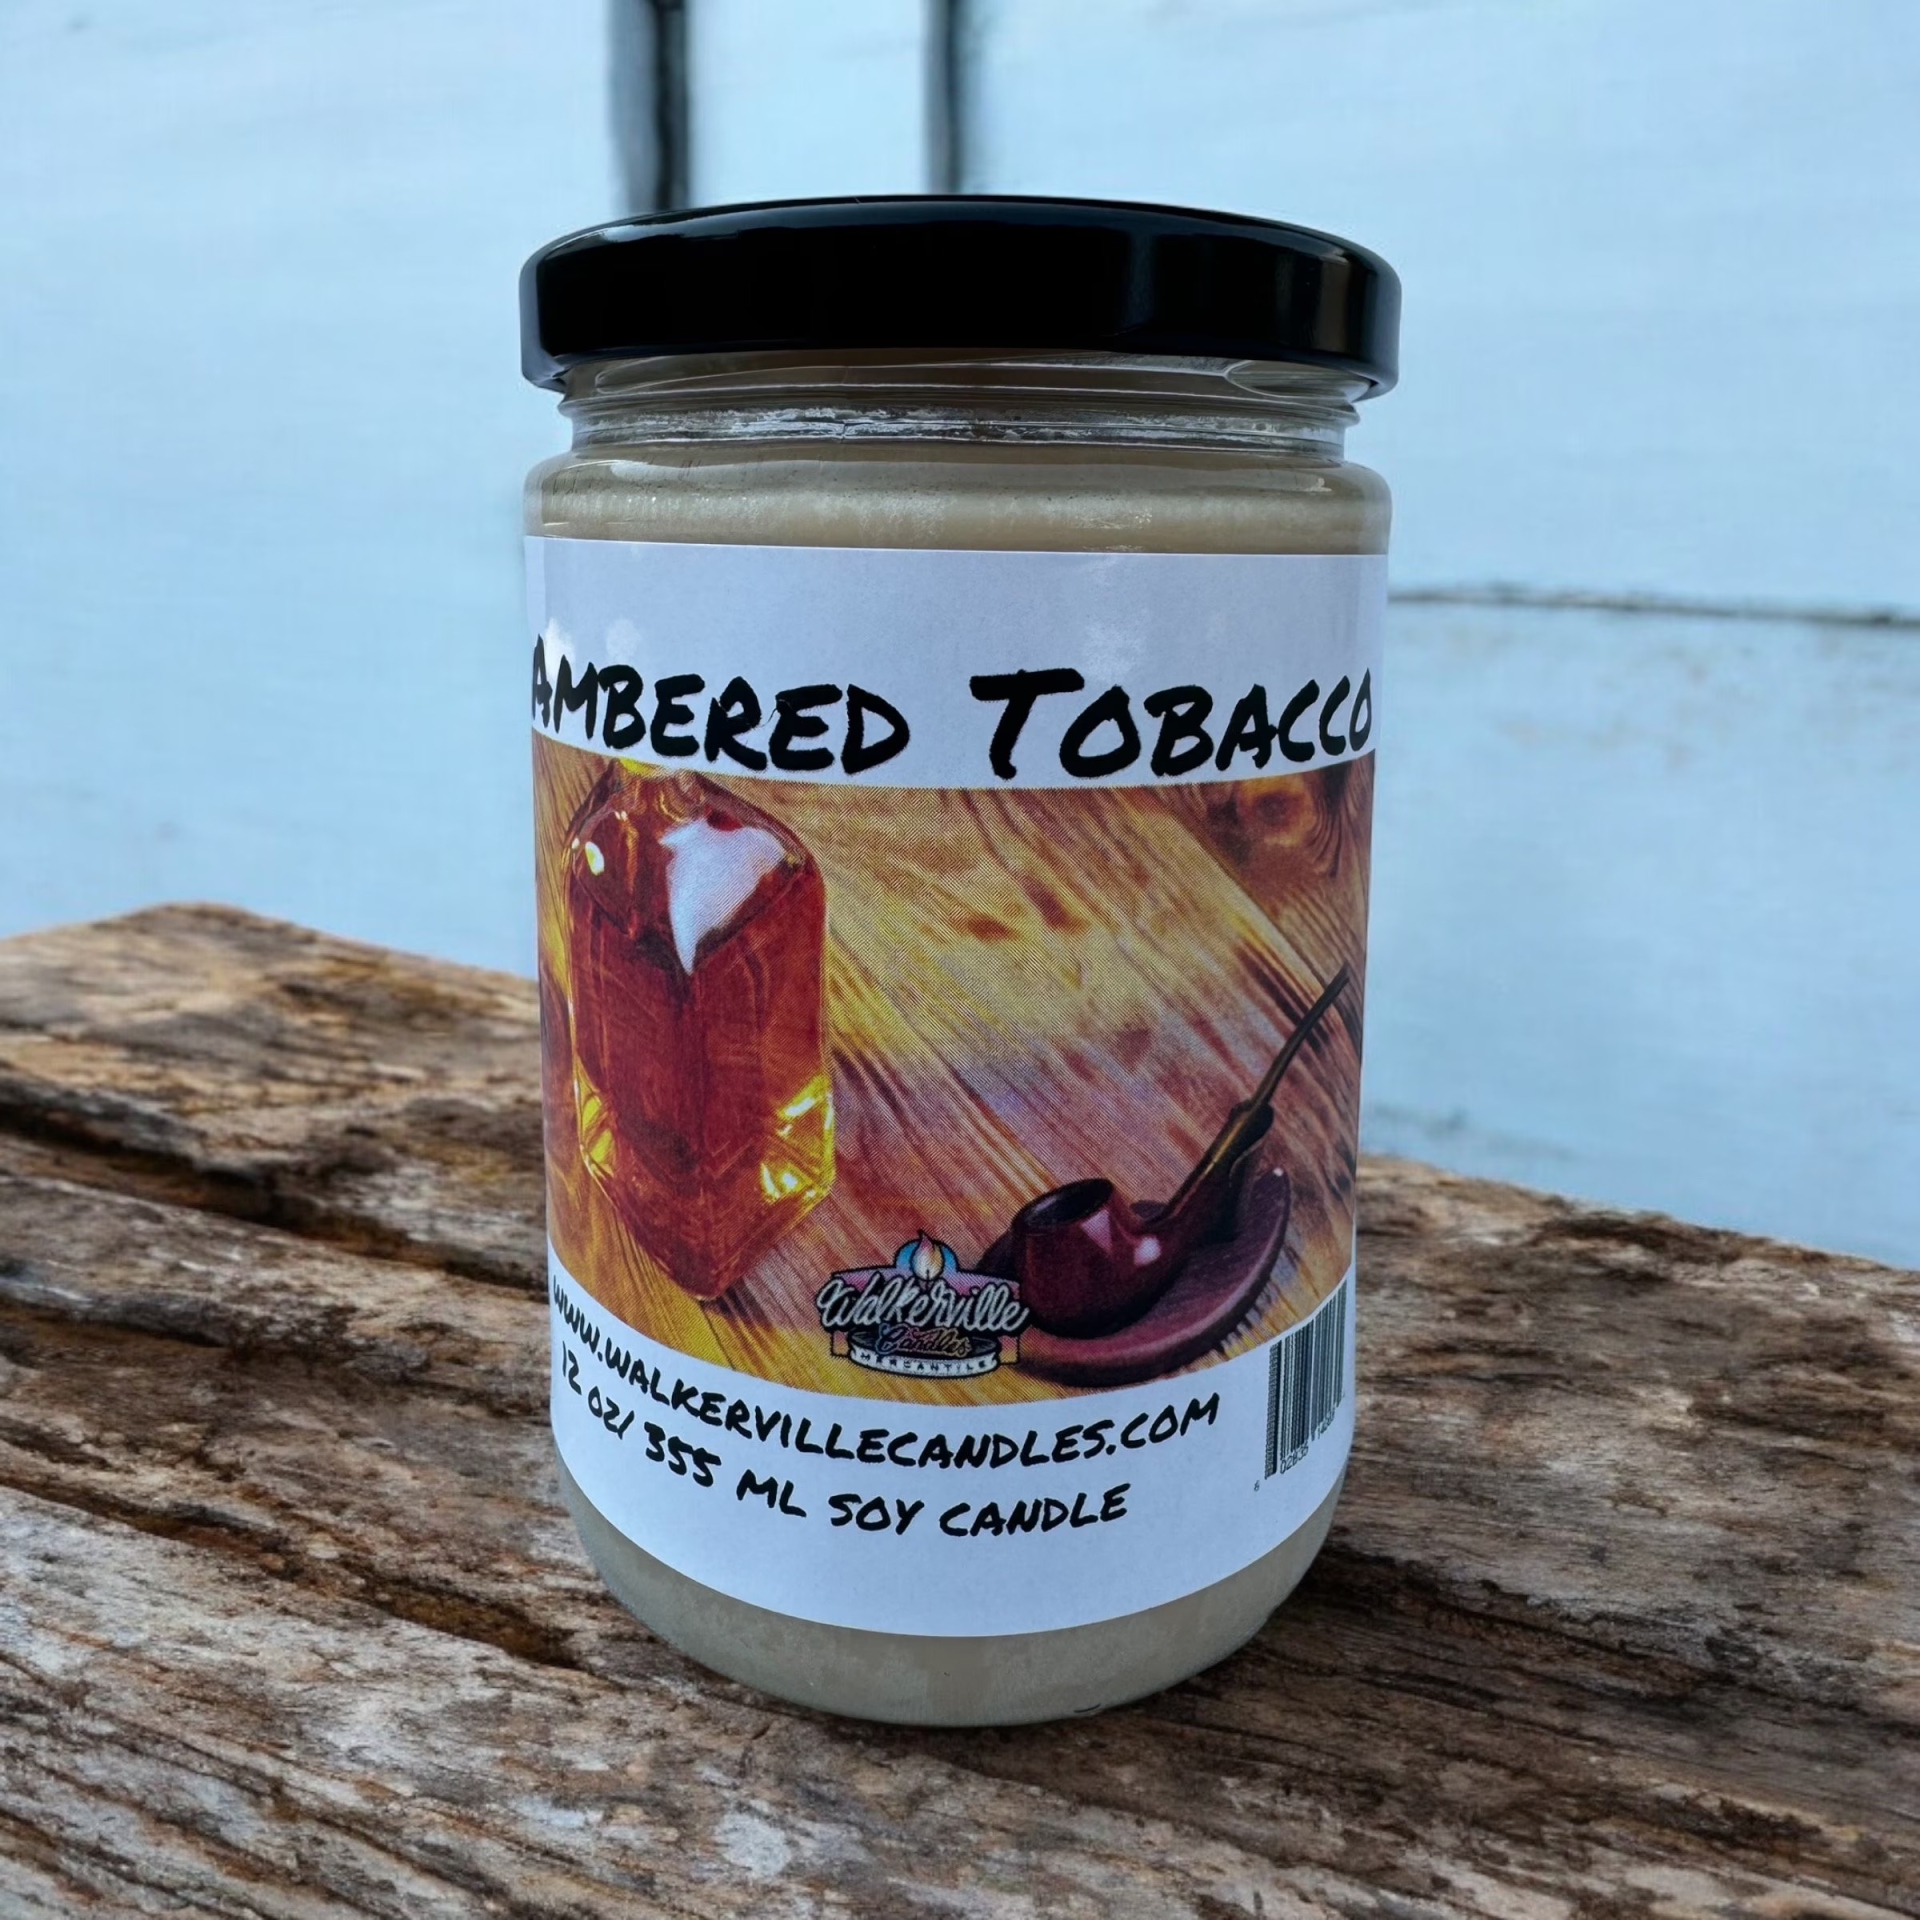 AMBERED TOBACCO
Walkerville
Candles
MERCANTILE
WWW.WALKERVILLECANDLES.COM
12 OZ/ 355 ML SOY CANDLE